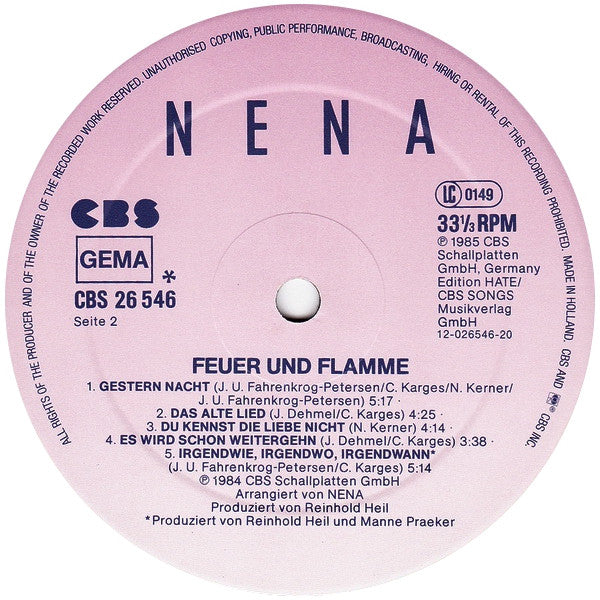 ALL RIGHTS OF THE PRODUCER AND OF THE OWNER OF THE RECORDED WORK RESERVED. UNAUTHORISED COPYING, PUBLIC PERFORMANCE, BROADCASTING, HIRING OR RENTAL OF THIS RECORDING PROHIBITED. MADE IN HOLLAND. CBS AND ® CBS INC.
NENA
CBS
GEMA *
CBS 26 546
Seite 2
LC 0149
33⅓ RPM
℗ 1985 CBS
Schallplatten
GmbH, Germany
Edition HATE/
CBS SONGS
Musikverlag
GmbH
12-026546-20
FEUER UND FLAMME
1. GESTERN NACHT (J. U. Fahrenkrog-Petersen/C. Karges/N. Kerner/
J. U. Fahrenkrog-Petersen) 5:17 ·
2. DAS ALTE LIED (J. Dehmel/C. Karges) 4:25 ·
3. DU KENNST DIE LIEBE NICHT (N. Kerner) 4:14 ·
4. ES WIRD SCHON WEITERGEHN (J. Dehmel/C. Karges) 3:38 ·
5. IRGENDWIE, IRGENDWO, IRGENDWANN*
(J. U. Fahrenkrog-Petersen/C. Karges) 5:14
℗ 1984 CBS Schallplatten GmbH
Arrangiert von NENA
Produziert von Reinhold Heil
*Produziert von Reinhold Heil und Manne Praeker